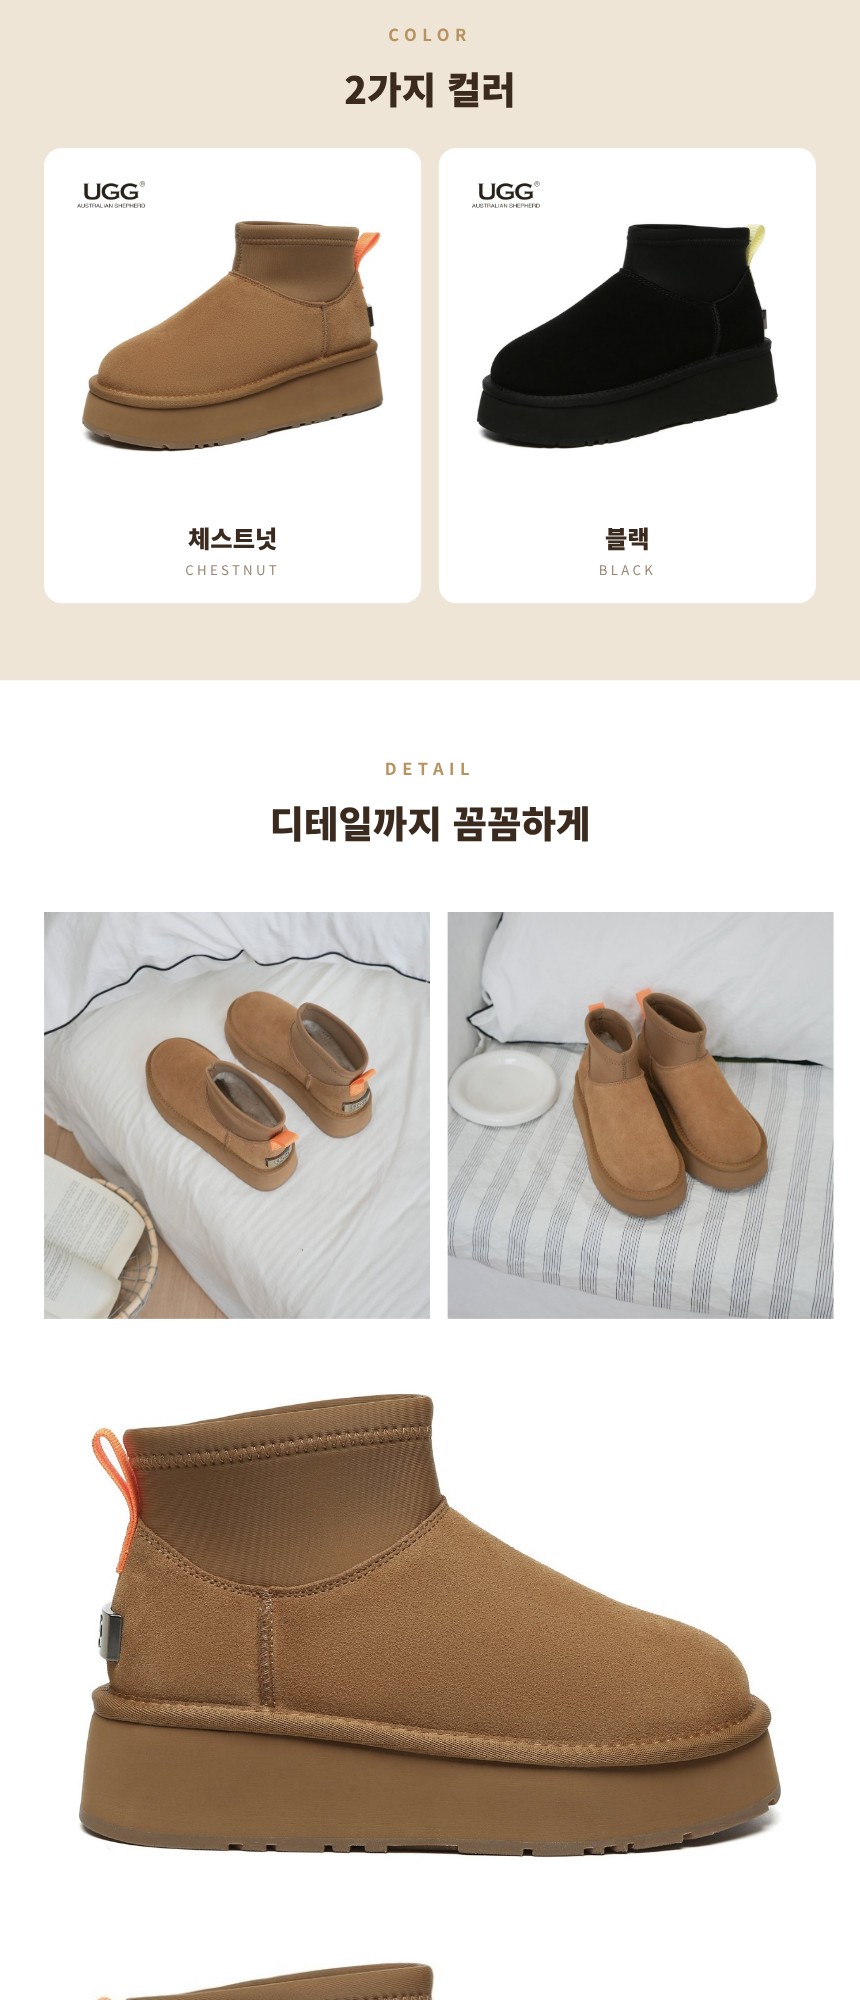 COLOR
2가지 컬러
UGG®
AUSTRALIAN SHEPHERD
UGG®
AUSTRALIAN SHEPHERD
체스트넛
CHESTNUT
블랙
BLACK
DETAIL
디테일까지 꼼꼼하게